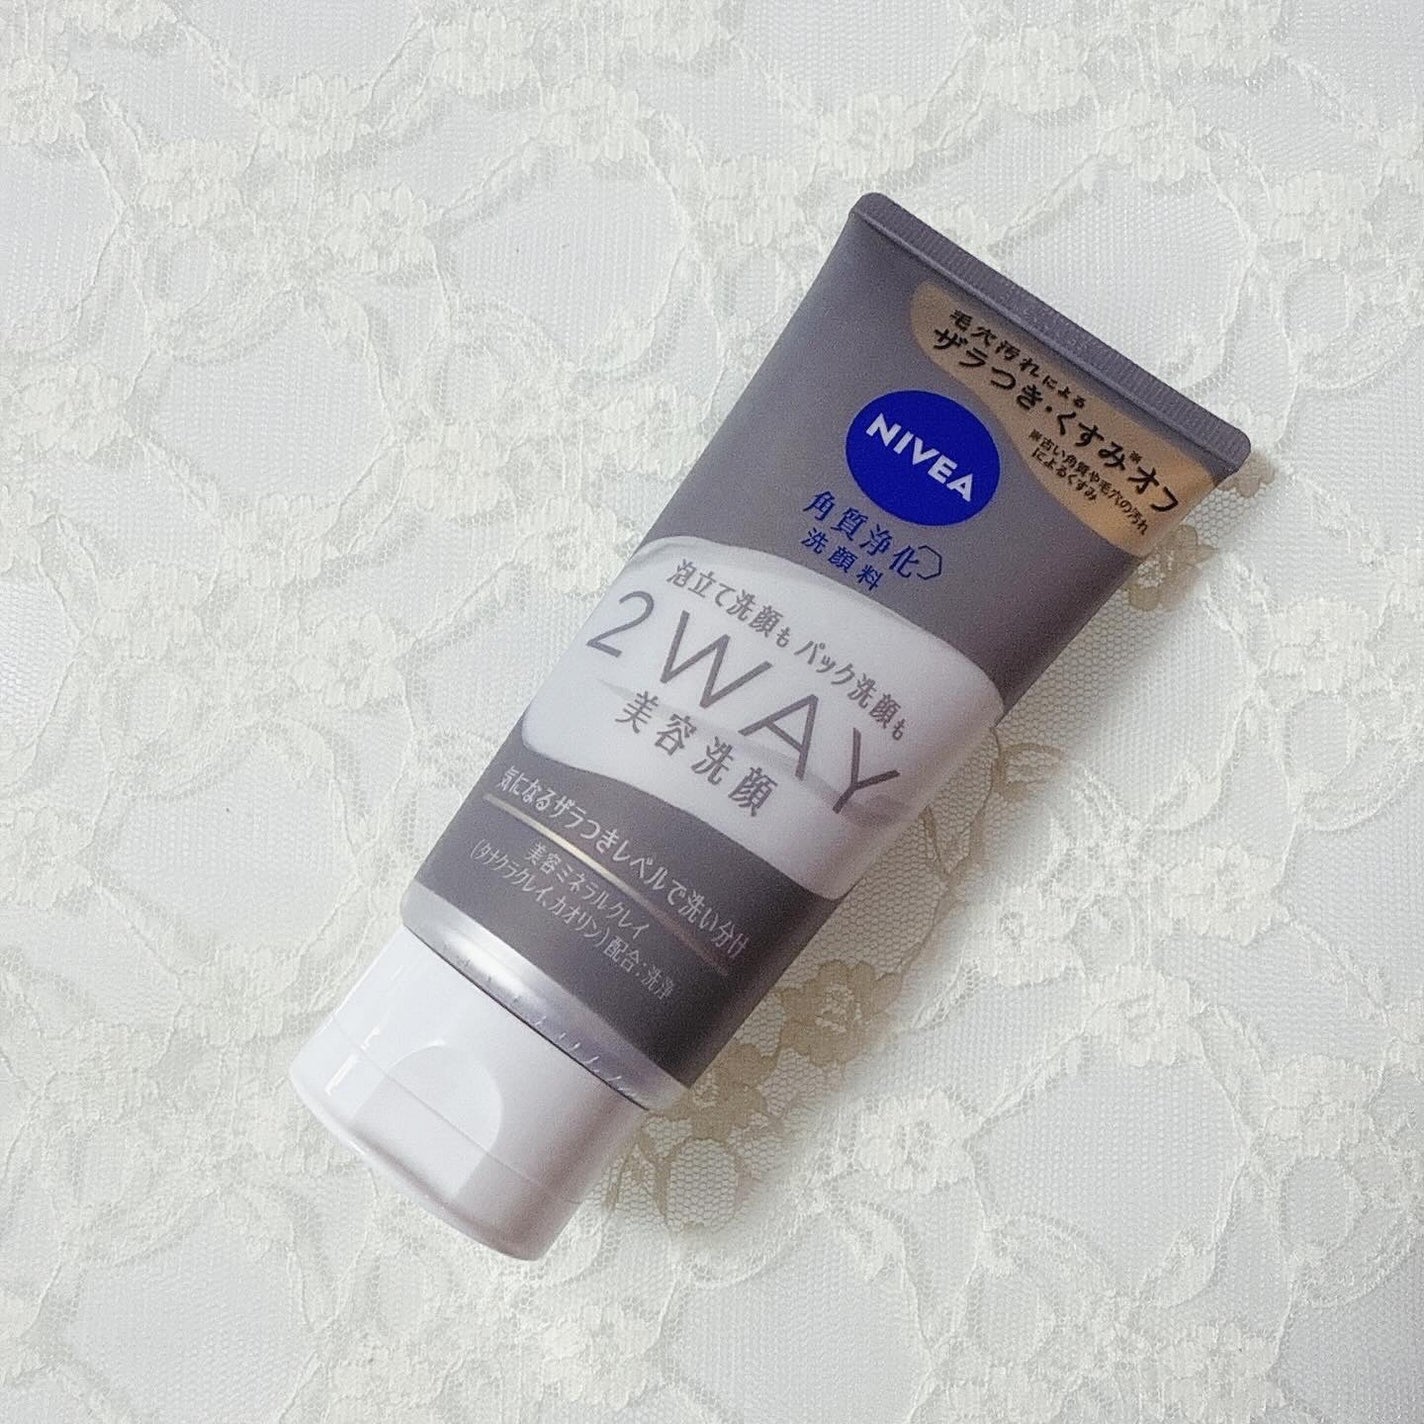 毛穴汚れによる
ザラつき・くすみ※オフ
※古い角質や毛穴の汚れ
によるくすみ
NIVEA
角質浄化
洗顔料
泡立て洗顔も パック洗顔も
2WAY
美容洗顔
気になるザラつきレベルで洗い分け
美容ミネラルクレイ
(タナクラクレイ、カオリン)配合:洗浄